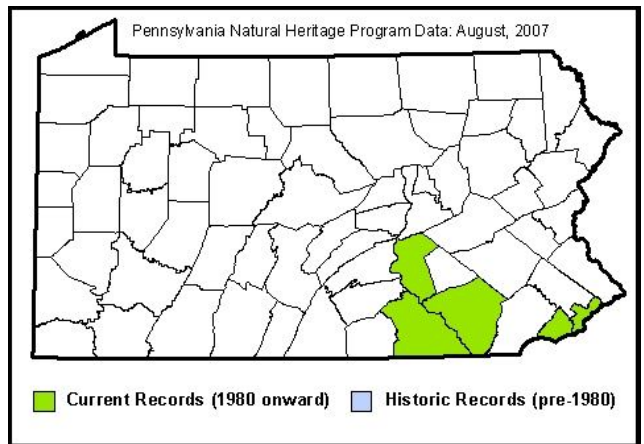 Pennsylvania Natural Heritage Program Data: August, 2007
Current Records (1980 onward) Historic Records (pre-1980)